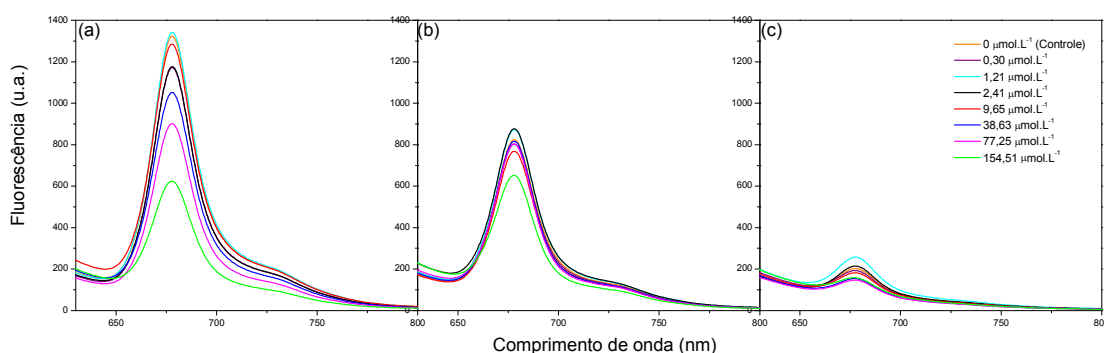 (a)
(b)
(c)
Fluorescência (u.a.)
1400
1200
1000
800
600
400
200
0
1400
1200
1000
800
600
400
200
0
1400
1200
1000
800
600
400
200
0
650
700
750
800
650
700
750
800
650
700
750
800
0 μmol.L⁻¹ (Controle)
0,30 μmol.L⁻¹
1,21 μmol.L⁻¹
2,41 μmol.L⁻¹
9,65 μmol.L⁻¹
38,63 μmol.L⁻¹
77,25 μmol.L⁻¹
154,51 μmol.L⁻¹
Comprimento de onda (nm)